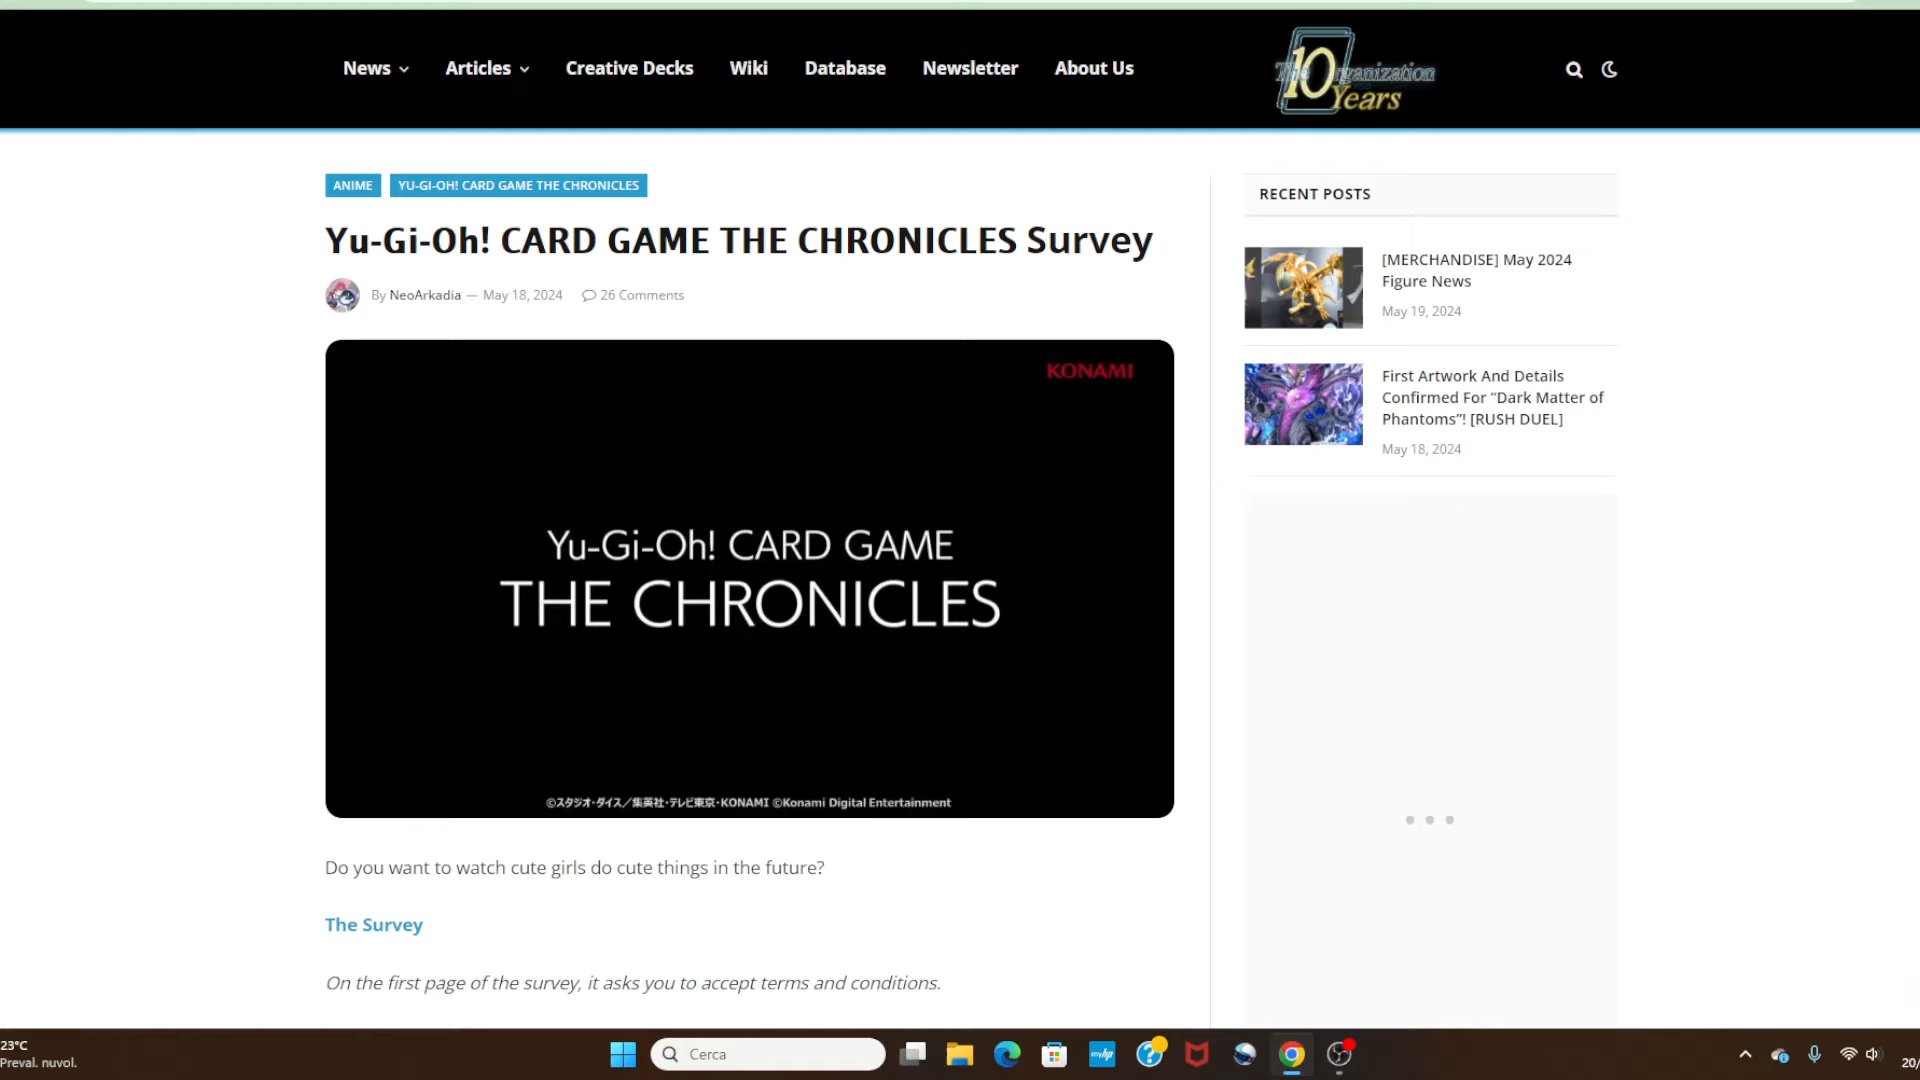 News
Articles
Creative Decks
Wiki
Database
Newsletter
About Us
The Organization
10
Years
ANIME
YU-GI-OH! CARD GAME THE CHRONICLES
Yu-Gi-Oh! CARD GAME THE CHRONICLES Survey
By NeoArkadia — May 18, 2024
26 Comments
KONAMI
Yu-Gi-Oh! CARD GAME
THE CHRONICLES
©スタジオ・ダイス／集英社・テレビ東京・KONAMI ©Konami Digital Entertainment
Do you want to watch cute girls do cute things in the future?
The Survey
On the first page of the survey, it asks you to accept terms and conditions.
RECENT POSTS
[MERCHANDISE] May 2024
Figure News
May 19, 2024
First Artwork And Details
Confirmed For “Dark Matter of
Phantoms”! [RUSH DUEL]
May 18, 2024
23°C
Preval. nuvol.
Cerca
myhp
20/